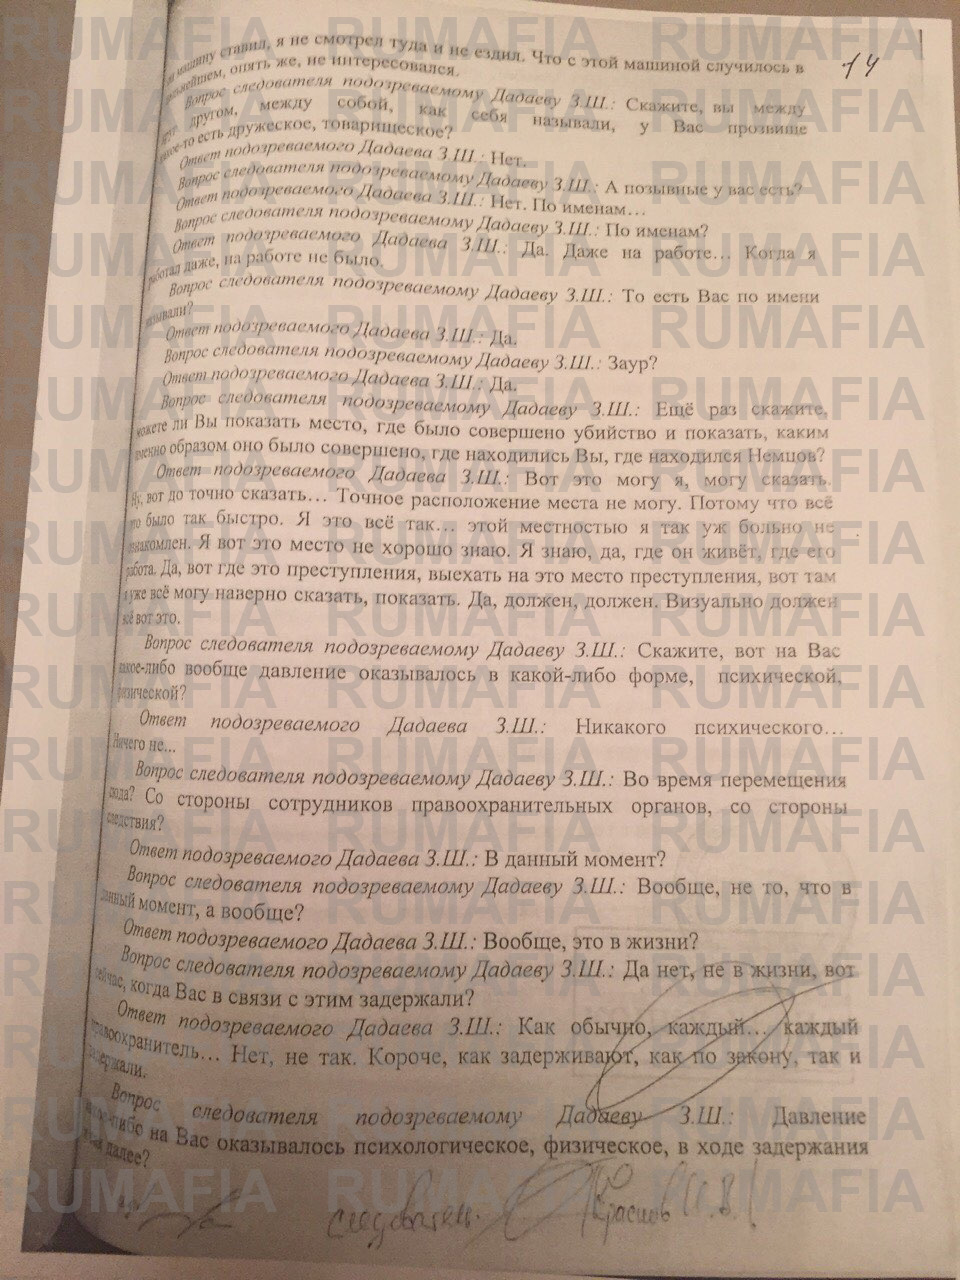 14
машину ставил, я не смотрел туда и не ездил. Что с этой машиной случилось в
дальнейшем, опять же, не интересовался.
Вопрос следователя подозреваемому Дадаеву З.Ш.: Скажите, вы между
друг другом, между собой, как себя называли, у Вас прозвище
какое-то есть дружеское, товарищеское?
Ответ подозреваемого Дадаева З.Ш.: Нет.
Вопрос следователя подозреваемому Дадаеву З.Ш.: А позывные у вас есть?
Ответ подозреваемого Дадаева З.Ш.: Нет. По именам…
Вопрос следователя подозреваемому Дадаеву З.Ш.: По именам?
Ответ подозреваемого Дадаева З.Ш.: Да. Даже на работе… Когда я
работал даже, на работе не было.
Вопрос следователя подозреваемому Дадаеву З.Ш.: То есть Вас по имени
называли?
Ответ подозреваемого Дадаева З.Ш.: Да.
Вопрос следователя подозреваемому Дадаеву З.Ш.: Заур?
Ответ подозреваемого Дадаева З.Ш.: Да.
Вопрос следователя подозреваемому Дадаеву З.Ш.: Ещё раз скажите,
можете ли Вы показать место, где было совершено убийство и показать, каким
именно образом оно было совершено, где находились Вы, где находился Немцов?
Ответ подозреваемого Дадаева З.Ш.: Вот это могу я, могу сказать.
Ну, вот до точно сказать… Точное расположение места не могу. Потому что всё
это было так быстро. Я это всё так… этой местностью я так уж больно не
ознакомлен. Я вот это место не хорошо знаю. Я знаю, да, где он живёт, где его
работа. Да, вот где это преступления, выехать на это место преступления, вот там
я уже всё могу наверно сказать, показать. Да, должен, должен. Визуально должен
всё вот это.
Вопрос следователя подозреваемому Дадаеву З.Ш.: Скажите, вот на Вас
какое-либо вообще давление оказывалось в какой-либо форме, психической,
физической?
Ответ подозреваемого Дадаева З.Ш.: Никакого психического…
Ничего не...
Вопрос следователя подозреваемому Дадаеву З.Ш.: Во время перемещения
сюда? Со стороны сотрудников правоохранительных органов, со стороны
следствия?
Ответ подозреваемого Дадаева З.Ш.: В данный момент?
Вопрос следователя подозреваемому Дадаеву З.Ш.: Вообще, не то, что в
данный момент, а вообще?
Ответ подозреваемого Дадаева З.Ш.: Вообще, это в жизни?
Вопрос следователя подозреваемому Дадаеву З.Ш.: Да нет, не в жизни, вот
сейчас, когда Вас в связи с этим задержали?
Ответ подозреваемого Дадаева З.Ш.: Как обычно, каждый… каждый
правоохранитель… Нет, не так. Короче, как задерживают, как по закону, так и
задержали.
Вопрос следователя подозреваемому Дадаеву З.Ш.: Давление
какое-либо на Вас оказывалось психологическое, физическое, в ходе задержания
и далее?
следователь
Краснов И.В.
RUMAFIA